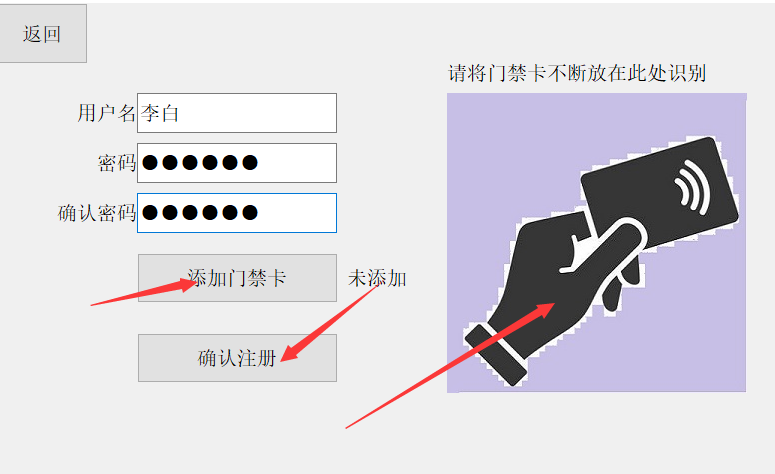 返回
请将门禁卡不断放在此处识别
用户名 李白
密码 ●●●●●●
确认密码 ●●●●●●
添加门禁卡 未添加
确认注册